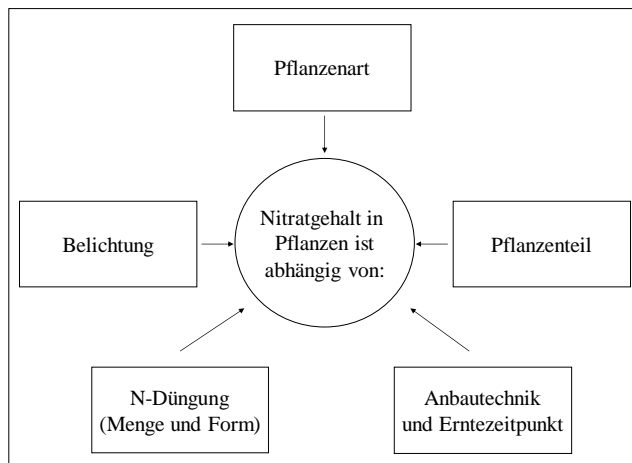 Pflanzenart
Nitratgehalt in
Pflanzen ist
abhängig von:
Belichtung
Pflanzenteil
N-Düngung
(Menge und Form)
Anbautechnik
und Erntezeitpunkt